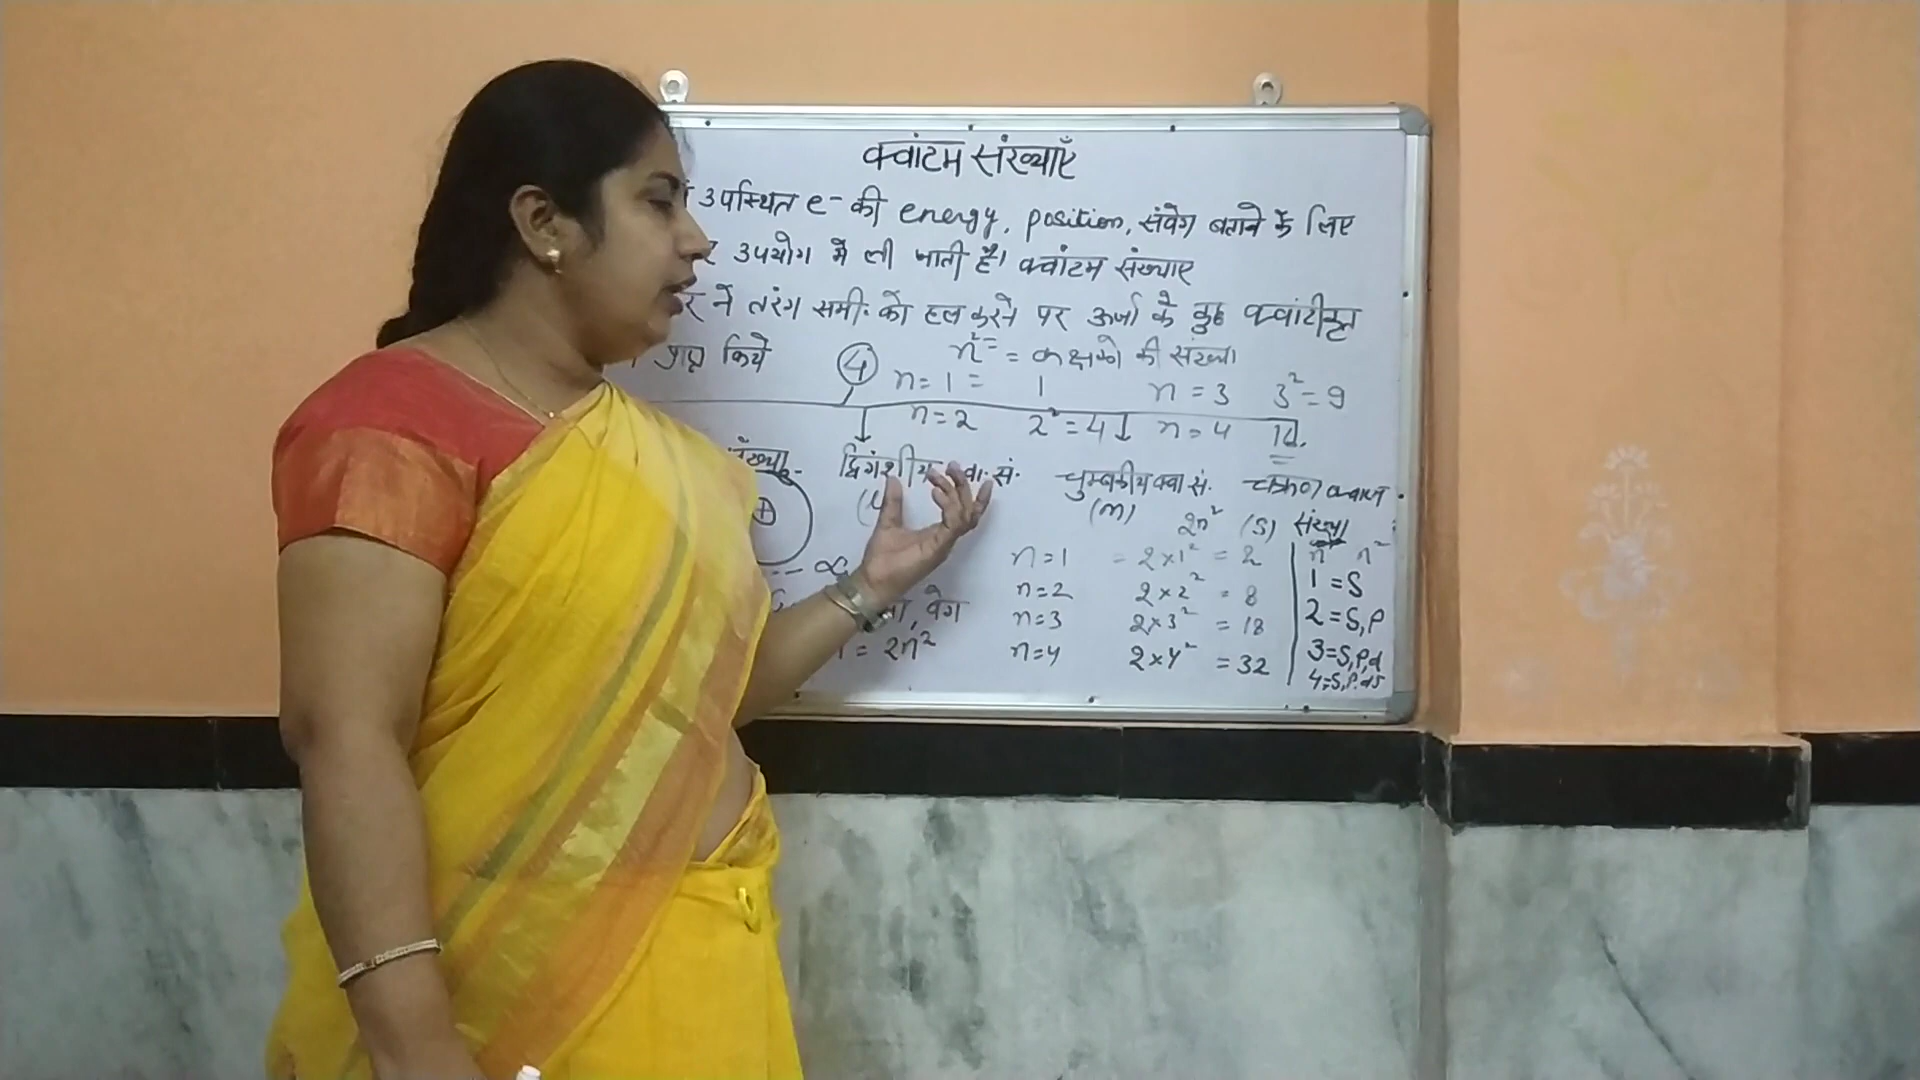 क्वांटम संख्याएँ
उपस्थित e- की energy, position, संवेग बताने के लिए
उपयोग में ली जाती है। क्वांटम संख्याए
र ने तरंग समी. को हल करने पर ऊर्जा के कुछ
प्राप्त किये 4 n² = कक्षको की संख्या
n=1 = 1 n=3 3²=9
n=2 2²=4 n=4 16.
संख्या द्विगंशीय क्वा. सं. चुम्बकीय क्वा सं. चक्रण
(m) 2n² (S) संख्या
n=1 = 2×1² = 2
n=2 2×2² = 8
n=3 2×3² = 18
n=4 2×4² = 32
n n²
1 = S
2 = S, P
3 = S, P, d
4 = S, P, d f
+
-- ∝
, वेग
= 2n²